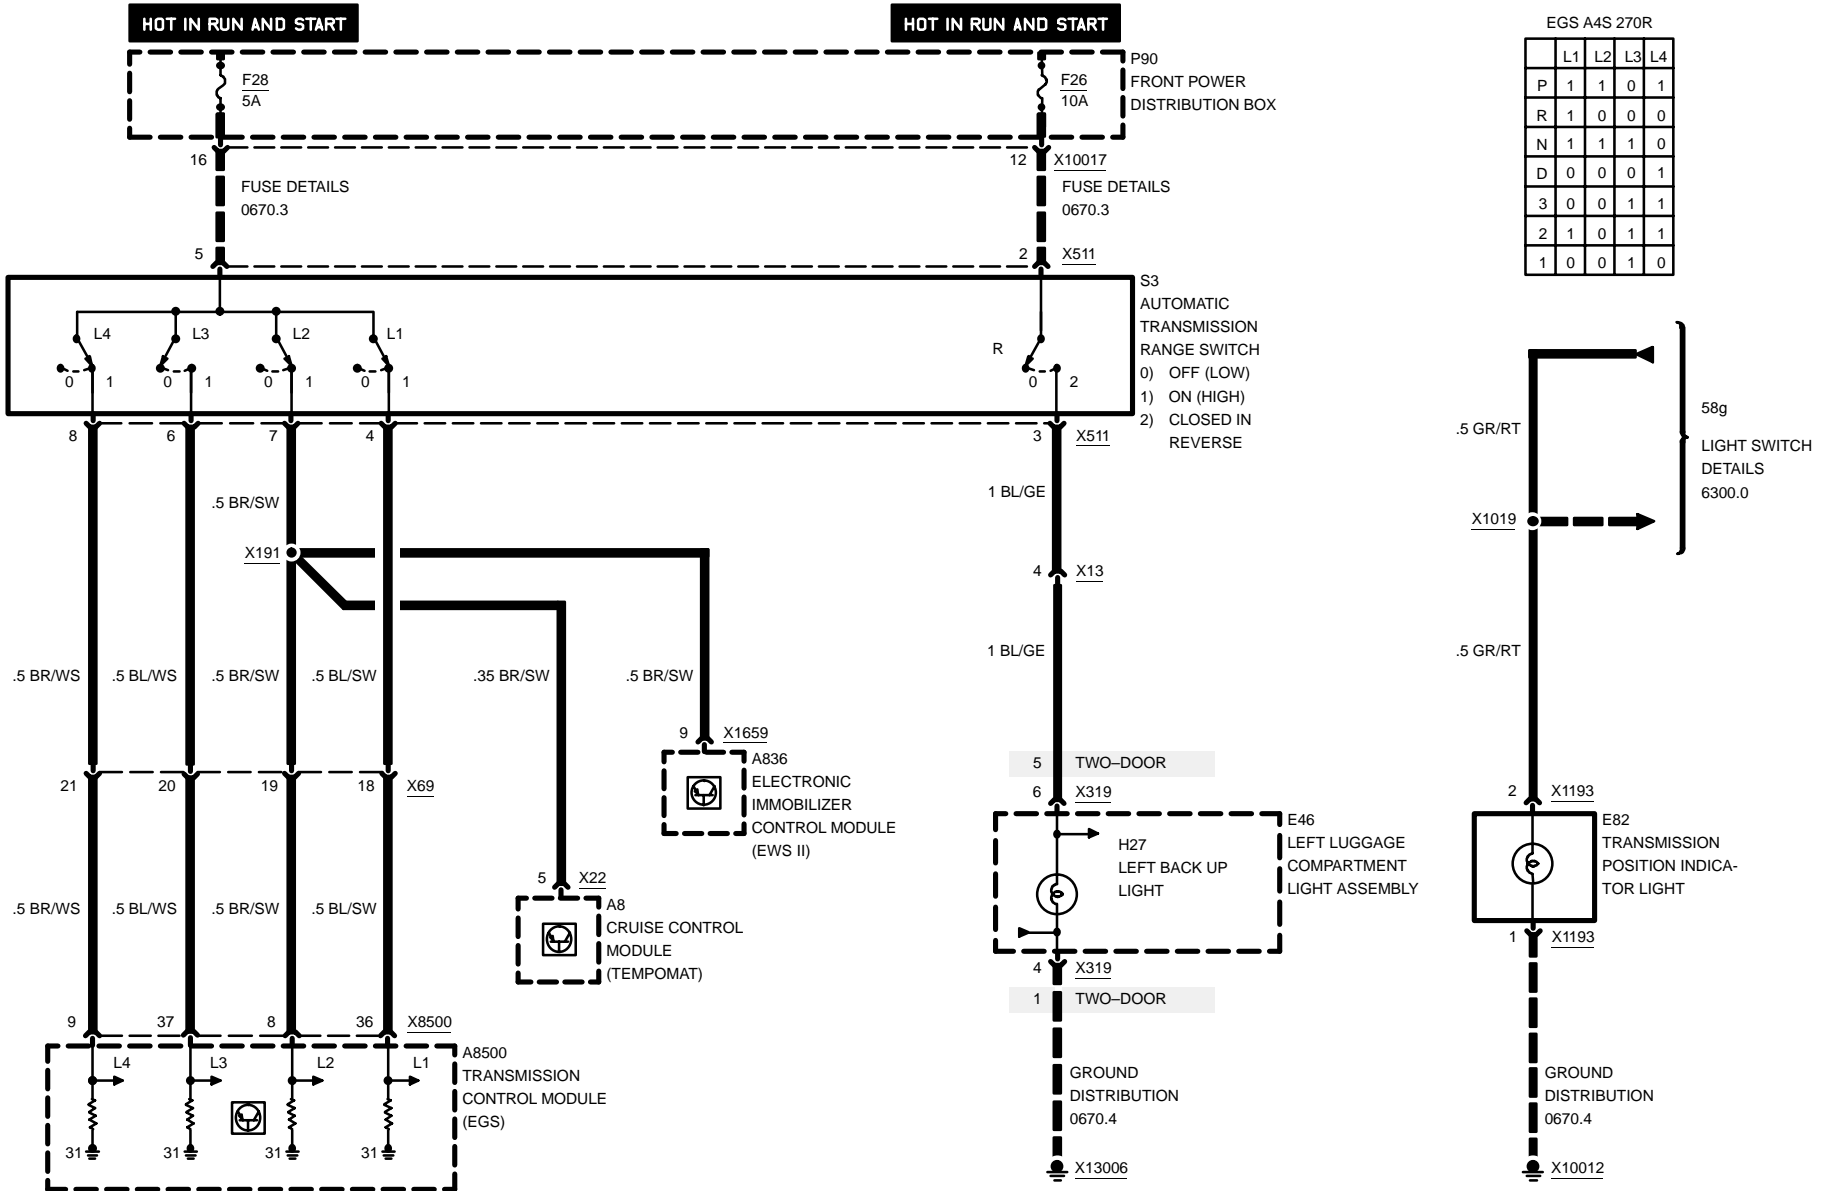 HOT IN RUN AND START
HOT IN RUN AND START
F28
5A
F26
10A
P90
FRONT POWER
DISTRIBUTION BOX
16
12 X10017
FUSE DETAILS
0670.3
FUSE DETAILS
0670.3
5
2 X511
EGS A4S 270R
L1 L2 L3 L4
P 1 1 0 1
R 1 0 0 0
N 1 1 1 0
D 0 0 0 1
3 0 0 1 1
2 1 0 1 1
1 0 0 1 0
L4 L3 L2 L1
0 1 0 1 0 1 0 1
R
0 2
S3
AUTOMATIC
TRANSMISSION
RANGE SWITCH
0) OFF (LOW)
1) ON (HIGH)
2) CLOSED IN
REVERSE
8 6 7 4
3 X511
.5 BR/SW
X191
1 BL/GE
4 X13
1 BL/GE
.5 GR/RT
X1019
.5 GR/RT
58g
LIGHT SWITCH
DETAILS
6300.0
.5 BR/WS .5 BL/WS .5 BR/SW .5 BL/SW .35 BR/SW .5 BR/SW
9 X1659
A836
ELECTRONIC
IMMOBILIZER
CONTROL MODULE
(EWS II)
21 20 19 18 X69
5 X22
A8
CRUISE CONTROL
MODULE
(TEMPOMAT)
.5 BR/WS .5 BL/WS .5 BR/SW .5 BL/SW
5 TWO–DOOR
6 X319
H27
LEFT BACK UP
LIGHT
E46
LEFT LUGGAGE
COMPARTMENT
LIGHT ASSEMBLY
4 X319
1 TWO–DOOR
2 X1193
E82
TRANSMISSION
POSITION INDICA-
TOR LIGHT
1 X1193
9 37 8 36 X8500
L4 L3 L2 L1
31 31 31 31
A8500
TRANSMISSION
CONTROL MODULE
(EGS)
GROUND
DISTRIBUTION
0670.4
X13006
GROUND
DISTRIBUTION
0670.4
X10012